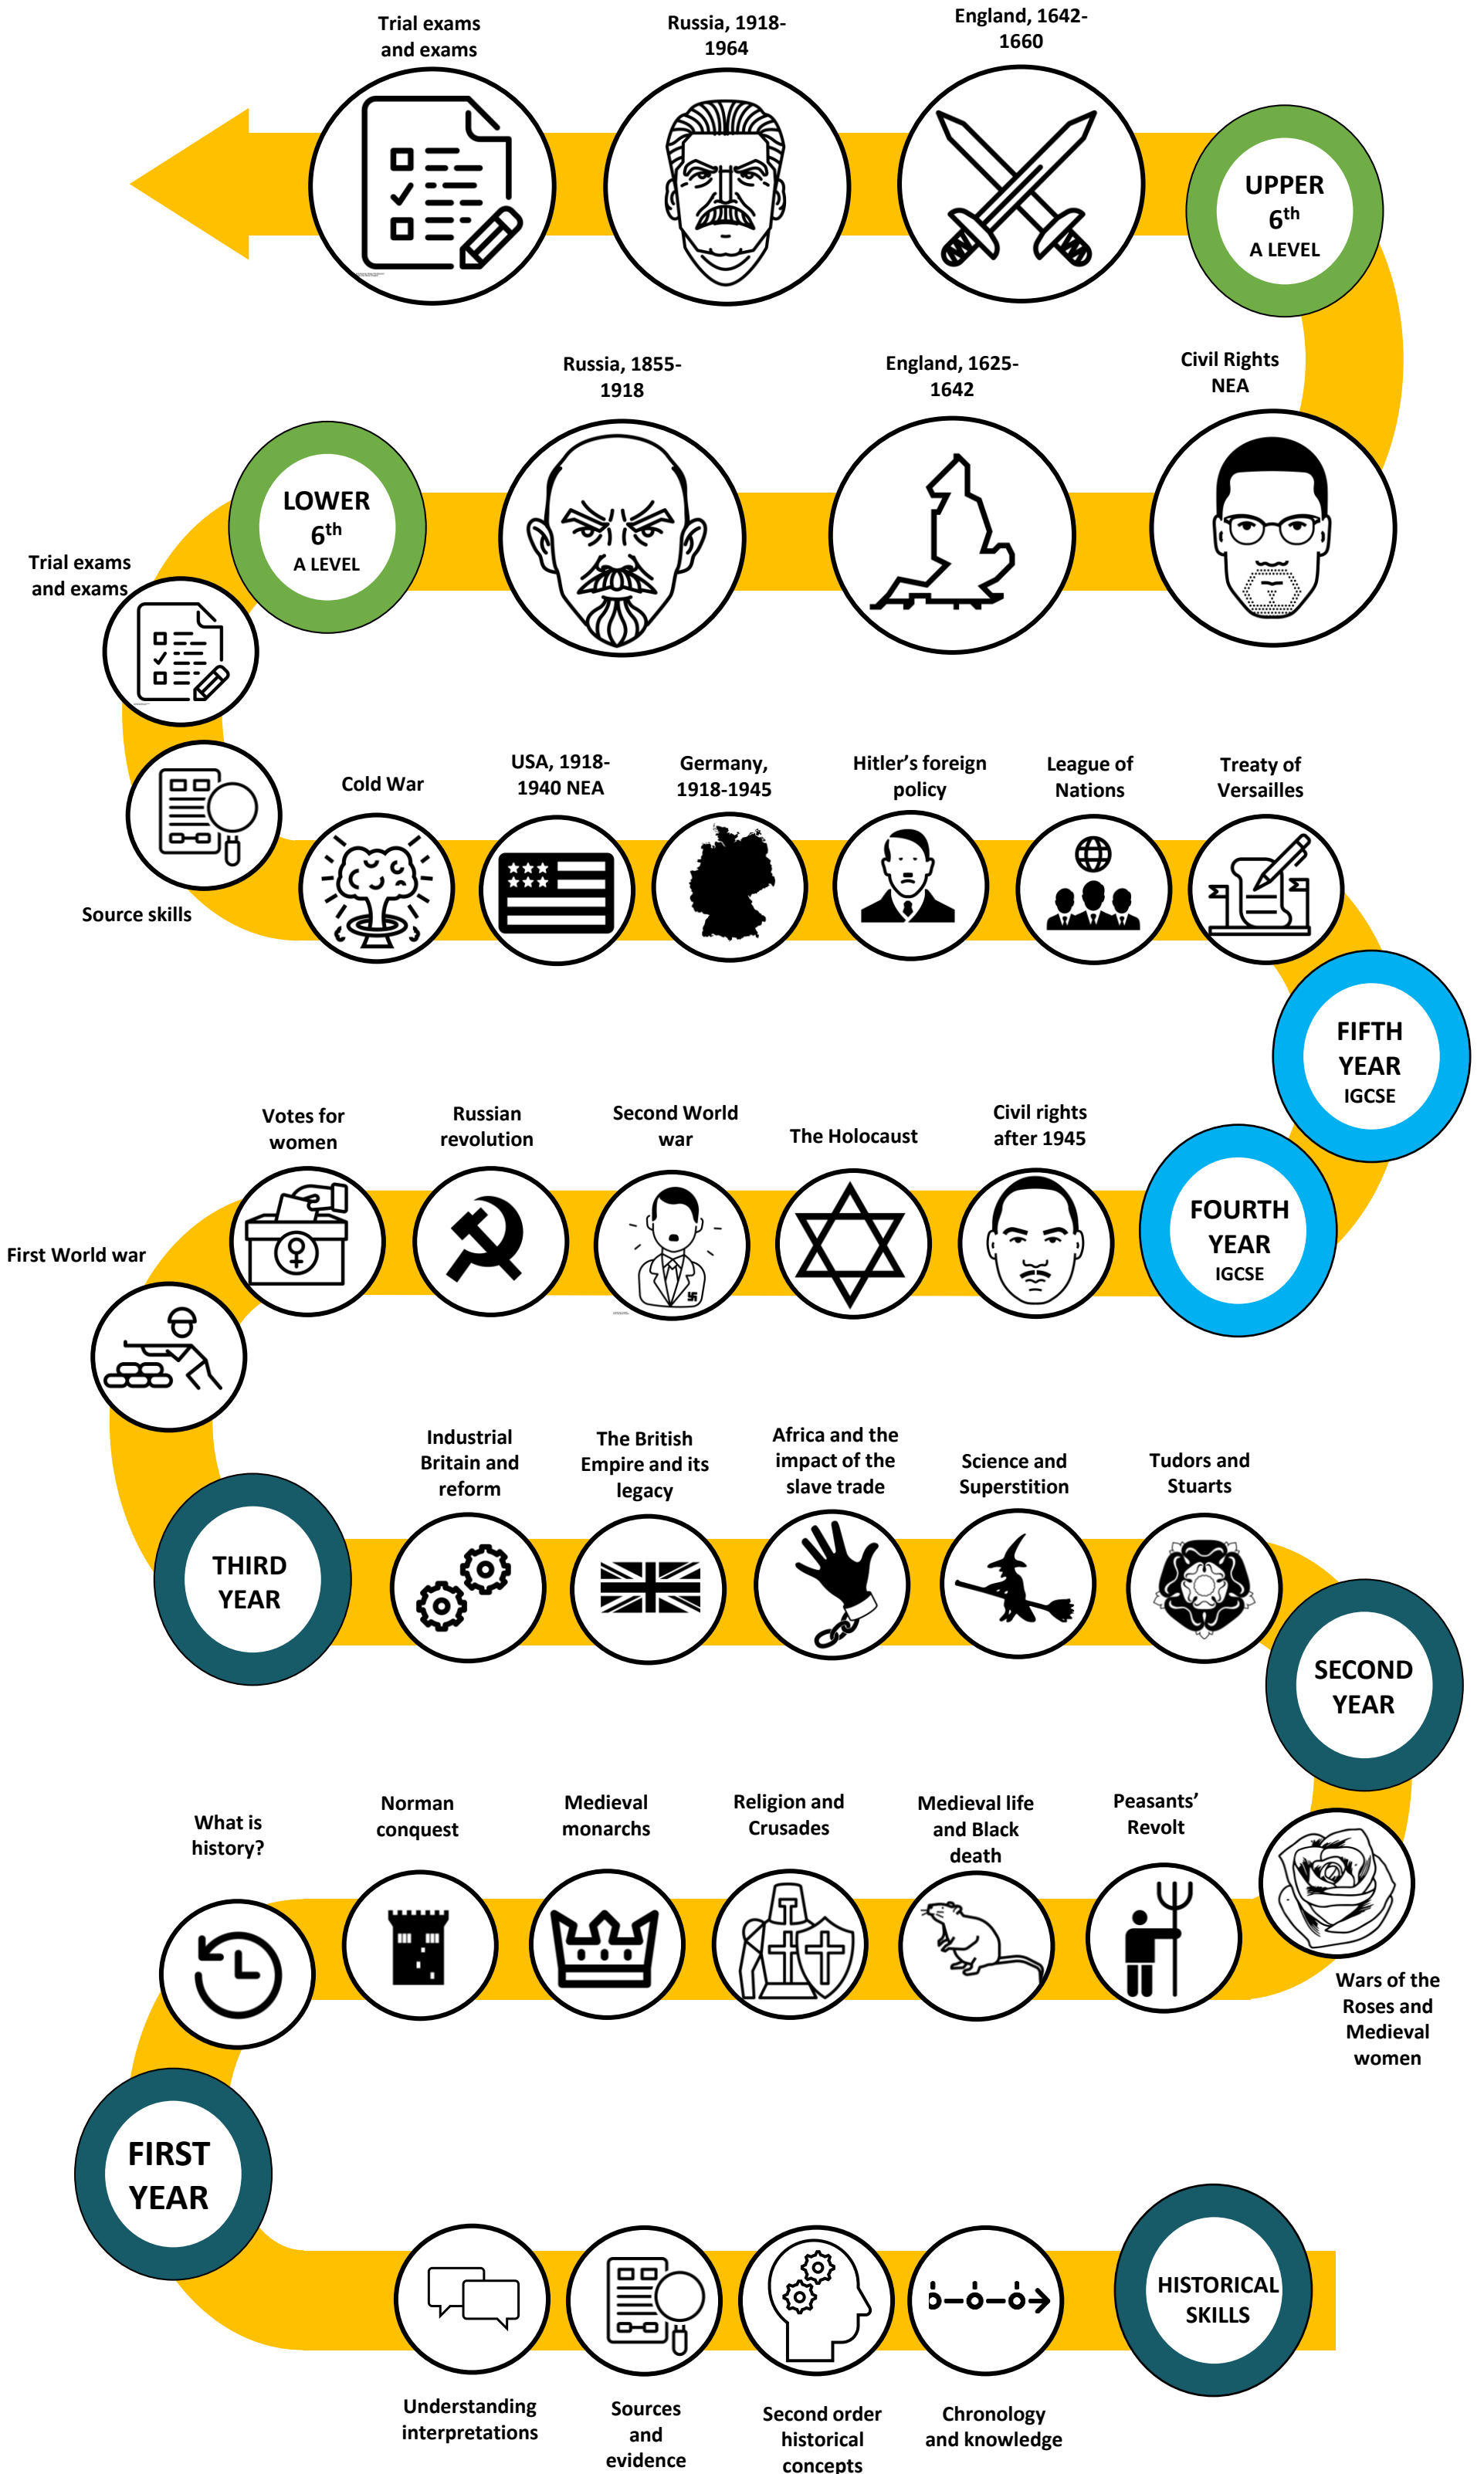 Trial exams
and exams
Russia, 1918-
1964
England, 1642-
1660
UPPER
6th
A LEVEL
Russia, 1855-
1918
England, 1625-
1642
Civil Rights
NEA
LOWER
6th
A LEVEL
Trial exams
and exams
Source skills
Cold War
USA, 1918-
1940 NEA
Germany,
1918-1945
Hitler's foreign
policy
League of
Nations
Treaty of
Versailles
FIFTH
YEAR
IGCSE
First World war
Votes for
women
Russian
revolution
Second World
war
The Holocaust
Civil rights
after 1945
FOURTH
YEAR
IGCSE
THIRD
YEAR
Industrial
Britain and
reform
The British
Empire and its
legacy
Africa and the
impact of the
slave trade
Science and
Superstition
Tudors and
Stuarts
SECOND
YEAR
What is
history?
Norman
conquest
Medieval
monarchs
Religion and
Crusades
Medieval life
and Black
death
Peasants'
Revolt
Wars of the
Roses and
Medieval
women
FIRST
YEAR
Understanding
interpretations
Sources
and
evidence
Second order
historical
concepts
Chronology
and knowledge
HISTORICAL
SKILLS